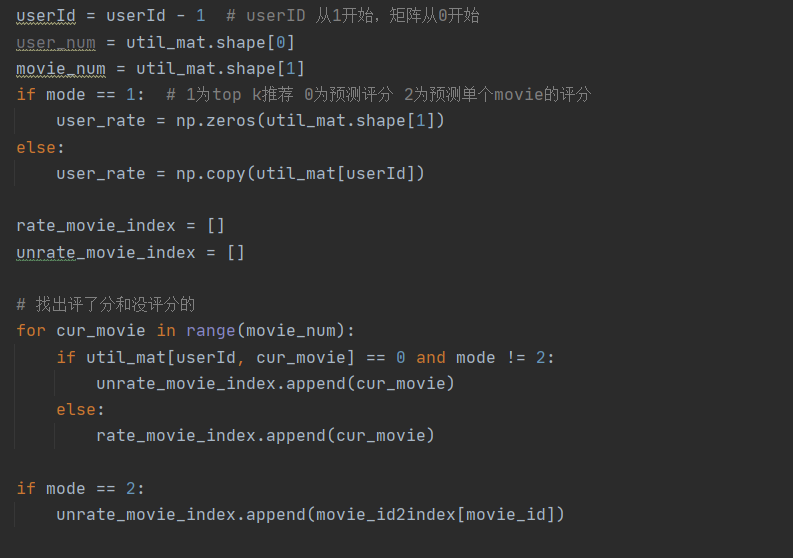 userId = userId - 1  # userID 从1开始，矩阵从0开始
user_num = util_mat.shape[0]
movie_num = util_mat.shape[1]
if mode == 1:  # 1为top k推荐 0为预测评分 2为预测单个movie的评分
    user_rate = np.zeros(util_mat.shape[1])
else:
    user_rate = np.copy(util_mat[userId])

rate_movie_index = []
unrate_movie_index = []

# 找出评了分和没评分的
for cur_movie in range(movie_num):
    if util_mat[userId, cur_movie] == 0 and mode != 2:
        unrate_movie_index.append(cur_movie)
    else:
        rate_movie_index.append(cur_movie)

if mode == 2:
    unrate_movie_index.append(movie_id2index[movie_id])